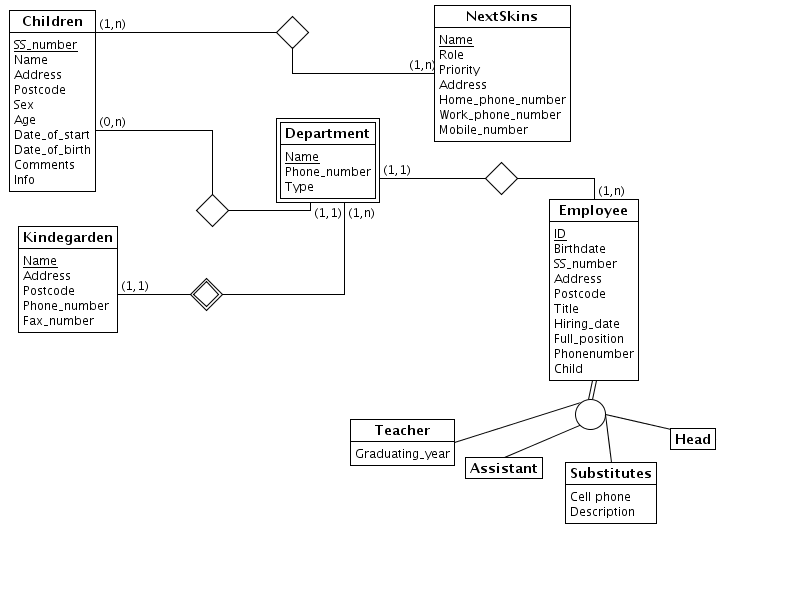 Children
SS_number
Name
Address
Postcode
Sex
Age
Date_of_start
Date_of_birth
Comments
Info
(1,n)
(1,n)
NextSkins
Name
Role
Priority
Address
Home_phone_number
Work_phone_number
Mobile_number
(0,n)
Department
Name
Phone_number
Type
(1,1)
(1,n)
(1,1)
(1,n)
Kindegarden
Name
Address
Postcode
Phone_number
Fax_number
(1,1)
Employee
ID
Birthdate
SS_number
Address
Postcode
Title
Hiring_date
Full_position
Phonenumber
Child
Teacher
Graduating_year
Assistant
Substitutes
Cell phone
Description
Head